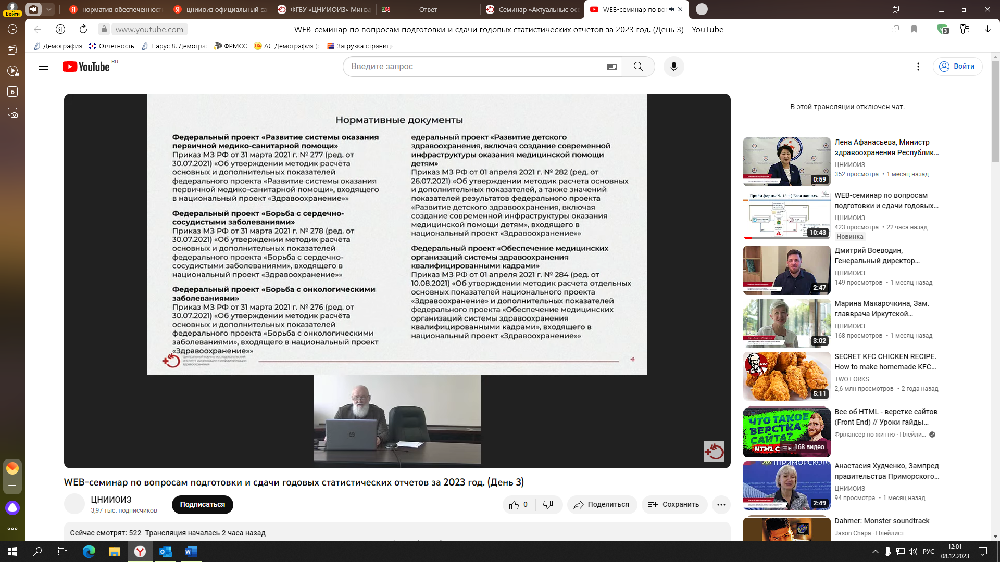 Войти
норматив обеспеченност
цнииоиз официальный са
ФГБУ «ЦНИИОИЗ» Минзд
Ответ
Семинар «Актуальные ос
WEB-семинар по во
www.youtube.com
WEB-семинар по вопросам подготовки и сдачи годовых статистических отчетов за 2023 год. (День 3) - YouTube
3
Демография
Отчетность
Парус 8. Демогра
ФРМСС
АС Демография (с
Загрузка страниц
6
YouTube
RU
Введите запрос
Войти
Нормативные документы
Федеральный проект «Развитие системы оказания
первичной медико-санитарной помощи»
Приказ МЗ РФ от 31 марта 2021 г. № 277 (ред. от
30.07.2021) «Об утверждении методик расчёта
основных и дополнительных показателей
федерального проекта «Развитие системы оказания
первичной медико-санитарной помощи», входящего
в национальный проект «Здравоохранение»»
Федеральный проект «Борьба с сердечно-
сосудистыми заболеваниями»
Приказ МЗ РФ от 31 марта 2021 г. № 278 (ред. от
30.07.2021) «Об утверждении методик расчёта
основных и дополнительных показателей
федерального проекта «Борьба с сердечно-
сосудистыми заболеваниями», входящего в
национальный проект «Здравоохранение»»
Федеральный проект «Борьба с онкологическими
заболеваниями»
Приказ МЗ РФ от 31 марта 2021 г. № 276 (ред. от
30.07.2021) «Об утверждении методик расчёта
основных и дополнительных показателей
федерального проекта «Борьба с онкологическими
заболеваниями», входящего в национальный проект
«Здравоохранение»»
едеральный проект «Развитие детского
здравоохранения, включая создание современной
инфраструктуры оказания медицинской помощи
детям»
Приказ МЗ РФ от 01 апреля 2021 г. № 282 (ред. от
26.07.2021) «Об утверждении методик расчета основных
и дополнительных показателей, а также значений
показателей результатов федерального проекта
«Развитие детского здравоохранения, включая
создание современной инфраструктуры оказания
медицинской помощи детям», входящего в
национальный проект «Здравоохранение»»
Федеральный проект «Обеспечение медицинских
организаций системы здравоохранения
квалифицированными кадрами»
Приказ МЗ РФ от 01 апреля 2021 г. № 284 (ред. от
10.08.2021) «Об утверждении методик расчета отдельных
основных показателей национального проекта
«Здравоохранение» и дополнительных показателей
федерального проекта «Обеспечение медицинских
организаций системы здравоохранения
квалифицированными кадрами», входящего в
национальный проект «Здравоохранение»»
Центральный научно-исследовательский
институт организации и информатизации
здравоохранения
4
hp
WEB-семинар по вопросам подготовки и сдачи годовых статистических отчетов за 2023 год. (День 3)
ЦНИИОИЗ
3,97 тыс. подписчиков
Подписаться
0
Поделиться
Сохранить
Сейчас смотрят: 522 Трансляция началась 2 часа назад
В этой трансляции отключен чат.
0:59
Лена Афанасьева, Министр
здравоохранения Республик...
ЦНИИОИЗ
352 просмотра • 1 месяц назад
Приём формы № 15. 1) База данных.
10:43
WEB-семинар по вопросам
подготовки и сдачи годовых...
ЦНИИОИЗ
423 просмотра • 22 часа назад
Новинка
2:47
Дмитрий Воеводин,
Генеральный директор...
ЦНИИОИЗ
149 просмотров • 1 месяц назад
3:02
Марина Макарочкина, Зам.
главврача Иркутской...
ЦНИИОИЗ
168 просмотров • 1 месяц назад
KFC
5:11
SECRET KFC CHICKEN RECIPE.
How to make homemade KFC...
TWO FORKS
2,6 млн просмотров • 2 года назад
ЧТО ТАКОЕ
ВЕРСТКА
САЙТА?
HTML CSS
168 видео
Все об HTML - верстке сайтов
(Front End) // Уроки гайды...
Фрілансер по життю · Плейли...
ПРИМОРСКОГО
2:49
Анастасия Худченко, Зампред
правительства Приморского...
ЦНИИОИЗ
94 просмотра • 1 месяц назад
Dahmer: Monster soundtrack
Jason Chapa · Плейлист
РУС
12:01
08.12.2023